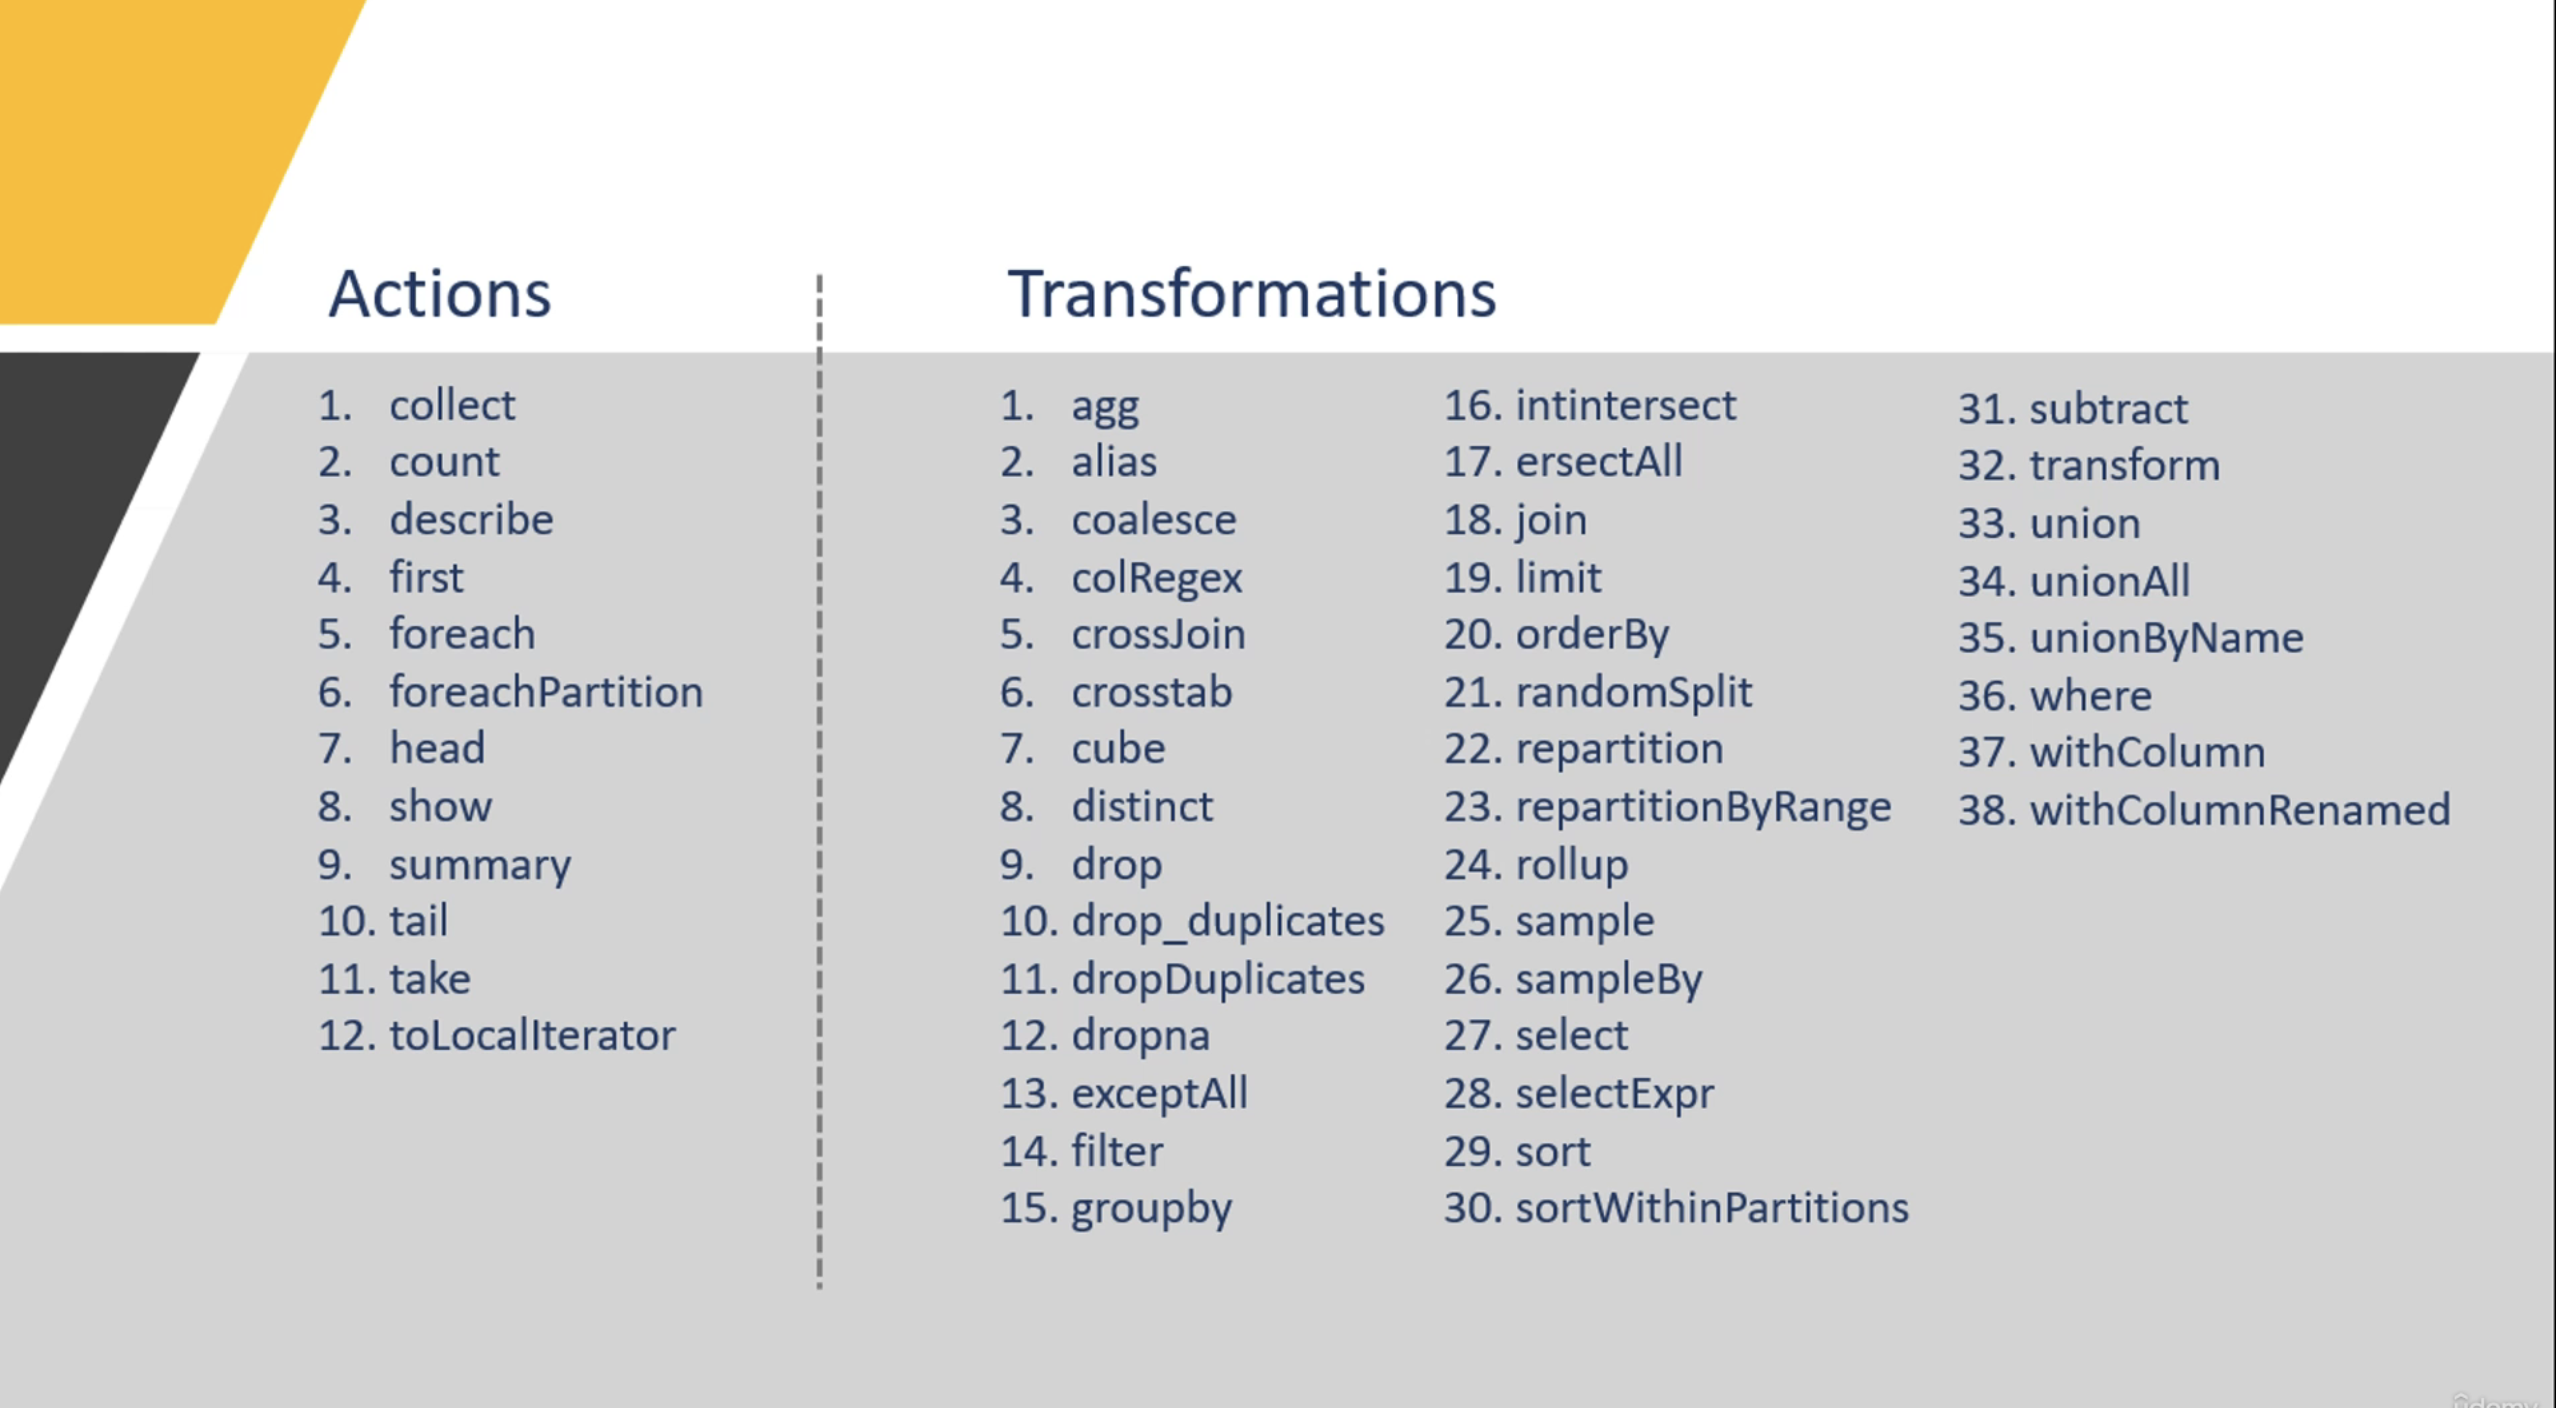 Actions
1. collect
2. count
3. describe
4. first
5. foreach
6. foreachPartition
7. head
8. show
9. summary
10. tail
11. take
12. toLocalIterator
Transformations
1. agg
2. alias
3. coalesce
4. colRegex
5. crossJoin
6. crosstab
7. cube
8. distinct
9. drop
10. drop_duplicates
11. dropDuplicates
12. dropna
13. exceptAll
14. filter
15. groupby
16. intintersect
17. ersectAll
18. join
19. limit
20. orderBy
21. randomSplit
22. repartition
23. repartitionByRange
24. rollup
25. sample
26. sampleBy
27. select
28. selectExpr
29. sort
30. sortWithinPartitions
31. subtract
32. transform
33. union
34. unionAll
35. unionByName
36. where
37. withColumn
38. withColumnRenamed
ûdemy